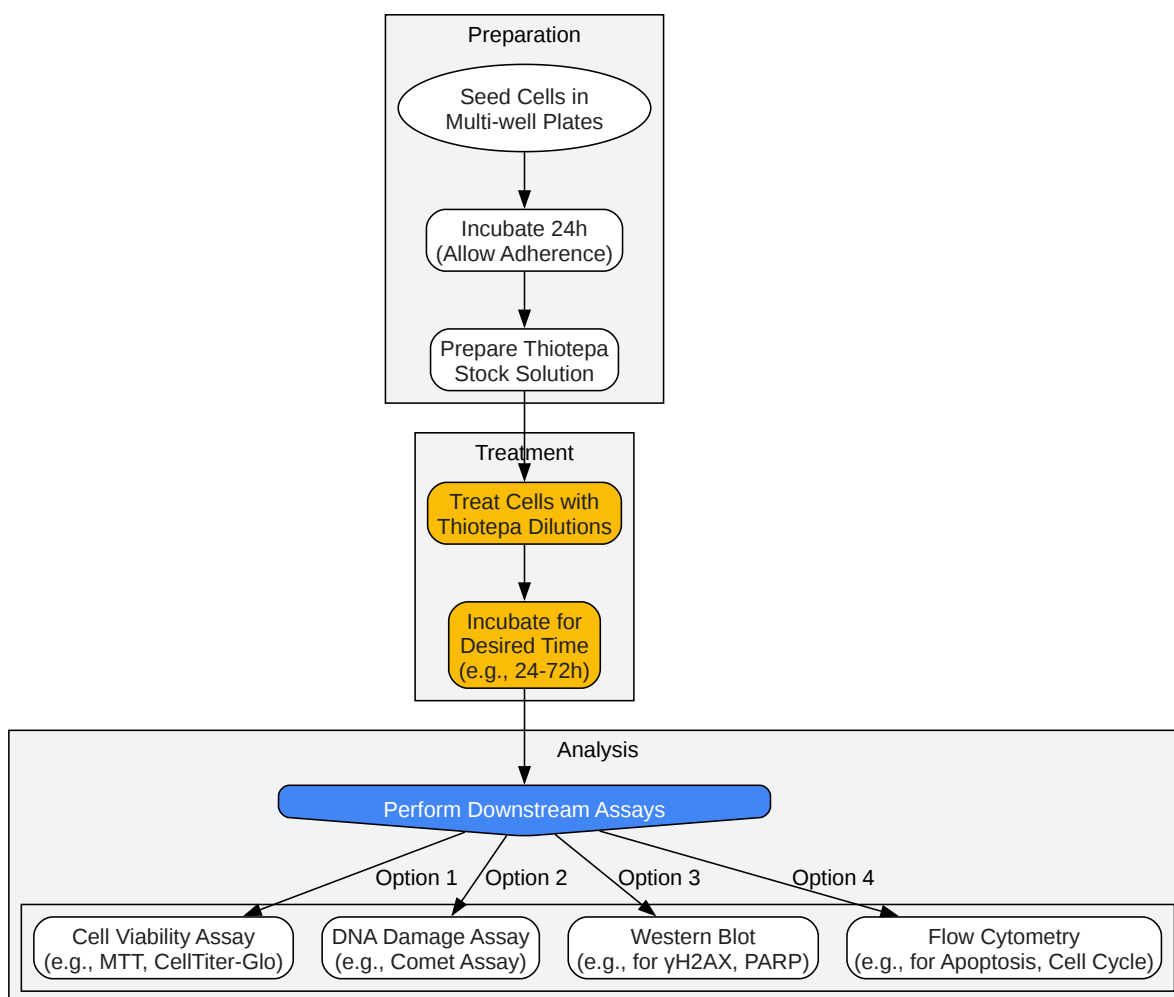 Preparation
Seed Cells in
Multi-well Plates
Incubate 24h
(Allow Adherence)
Prepare Thiotepa
Stock Solution
Treatment
Treat Cells with
Thiotepa Dilutions
Incubate for
Desired Time
(e.g., 24-72h)
Analysis
Perform Downstream Assays
Option 1
Option 2
Option 3
Option 4
Cell Viability Assay
(e.g., MTT, CellTiter-Glo)
DNA Damage Assay
(e.g., Comet Assay)
Western Blot
(e.g., for γH2AX, PARP)
Flow Cytometry
(e.g., for Apoptosis, Cell Cycle)